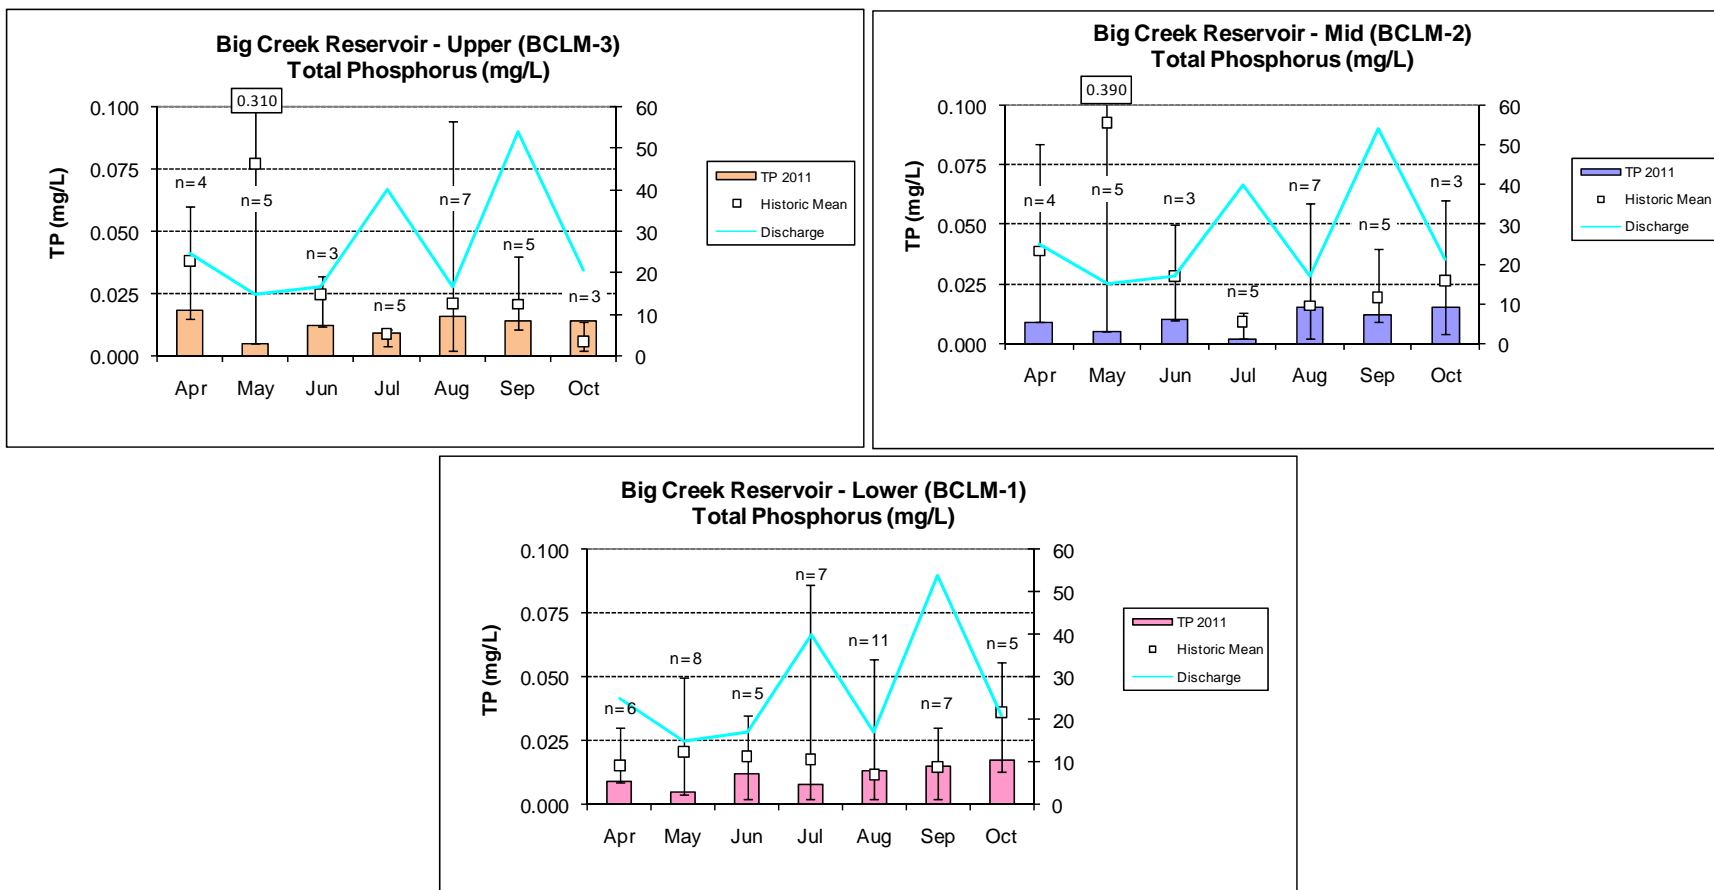 Big Creek Reservoir - Upper (BCLM-3)
Total Phosphorus (mg/L)
0.310
0.100
0.075
0.050
0.025
0.000
TP (mg/L)
60
50
40
30
20
10
0
n=4
n=5
n=3
n=5
n=7
n=5
n=3
Apr May Jun Jul Aug Sep Oct
TP 2011
Historic Mean
Discharge
Big Creek Reservoir - Mid (BCLM-2)
Total Phosphorus (mg/L)
0.390
0.100
0.075
0.050
0.025
0.000
TP (mg/L)
60
50
40
30
20
10
0
n=4
n=5
n=3
n=5
n=7
n=5
n=3
Apr May Jun Jul Aug Sep Oct
TP 2011
Historic Mean
Discharge
Big Creek Reservoir - Lower (BCLM-1)
Total Phosphorus (mg/L)
0.100
0.075
0.050
0.025
0.000
TP (mg/L)
60
50
40
30
20
10
0
n=6
n=8
n=5
n=7
n=11
n=7
n=5
Apr May Jun Jul Aug Sep Oct
TP 2011
Historic Mean
Discharge